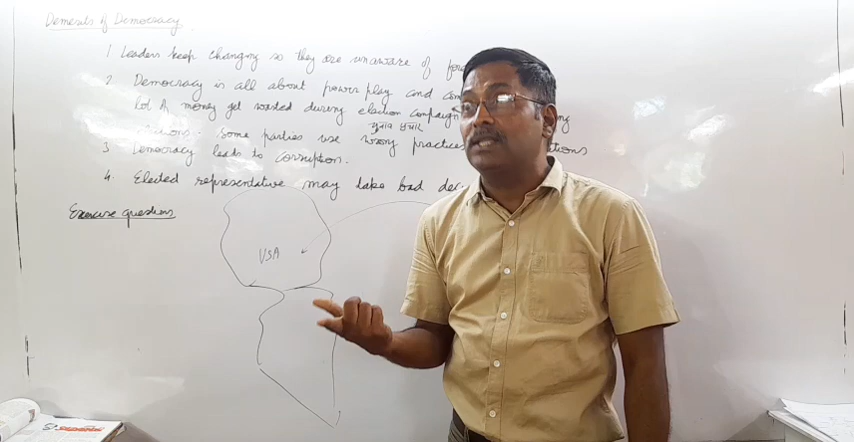 Demerits of Democracy
1 Leaders keep changing so they are unaware of
2 Democracy is all about power play and
Lot of money get wasted during election campaign
चुनाव प्रचार
Some parties use wrong practices
3 Democracy leads to corruption.
4. Elected representative may take bad
Exercise questions
USA